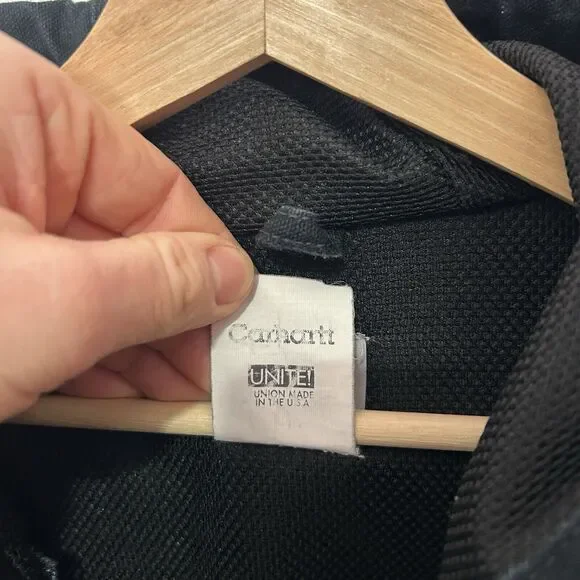 Carhartt
UNITE!
UNION MADE
IN THE U.S.A